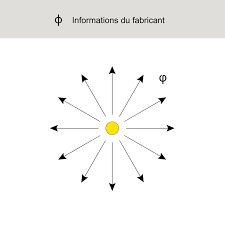 ϕ Informations du fabricant
φ